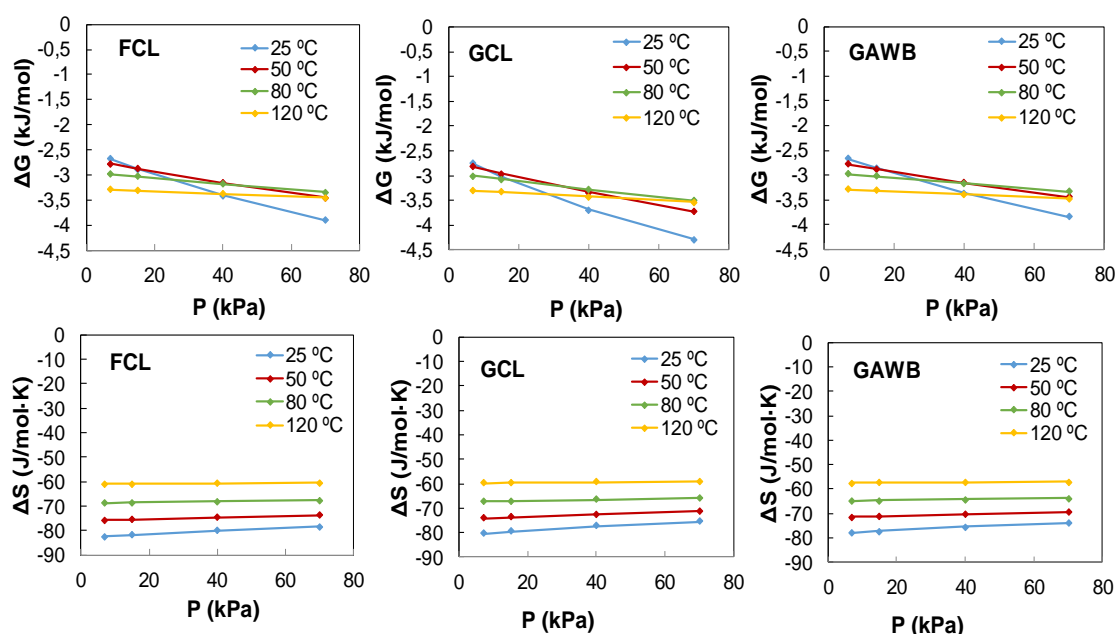 FCL
25 ºC
50 ºC
80 ºC
120 ºC
0
-0,5
-1
-1,5
-2
-2,5
-3
-3,5
-4
-4,5
ΔG (kJ/mol)
0 20 40 60 80
P (kPa)
GCL
25 ºC
50 ºC
80 ºC
120 ºC
0
-0,5
-1
-1,5
-2
-2,5
-3
-3,5
-4
-4,5
ΔG (kJ/mol)
0 20 40 60 80
P (kPa)
GAWB
25 ºC
50 ºC
80 ºC
120 ºC
0
-0,5
-1
-1,5
-2
-2,5
-3
-3,5
-4
-4,5
ΔG (kJ/mol)
0 20 40 60 80
P (kPa)
FCL
25 ºC
50 ºC
80 ºC
120 ºC
0
-10
-20
-30
-40
-50
-60
-70
-80
-90
ΔS (J/mol·K)
0 20 40 60 80
P (kPa)
GCL
25 ºC
50 ºC
80 ºC
120 ºC
0
-10
-20
-30
-40
-50
-60
-70
-80
-90
ΔS (J/mol·K)
0 20 40 60 80
P (kPa)
GAWB
25 ºC
50 ºC
80 ºC
120 ºC
0
-10
-20
-30
-40
-50
-60
-70
-80
-90
ΔS (J/mol·K)
0 20 40 60 80
P (kPa)